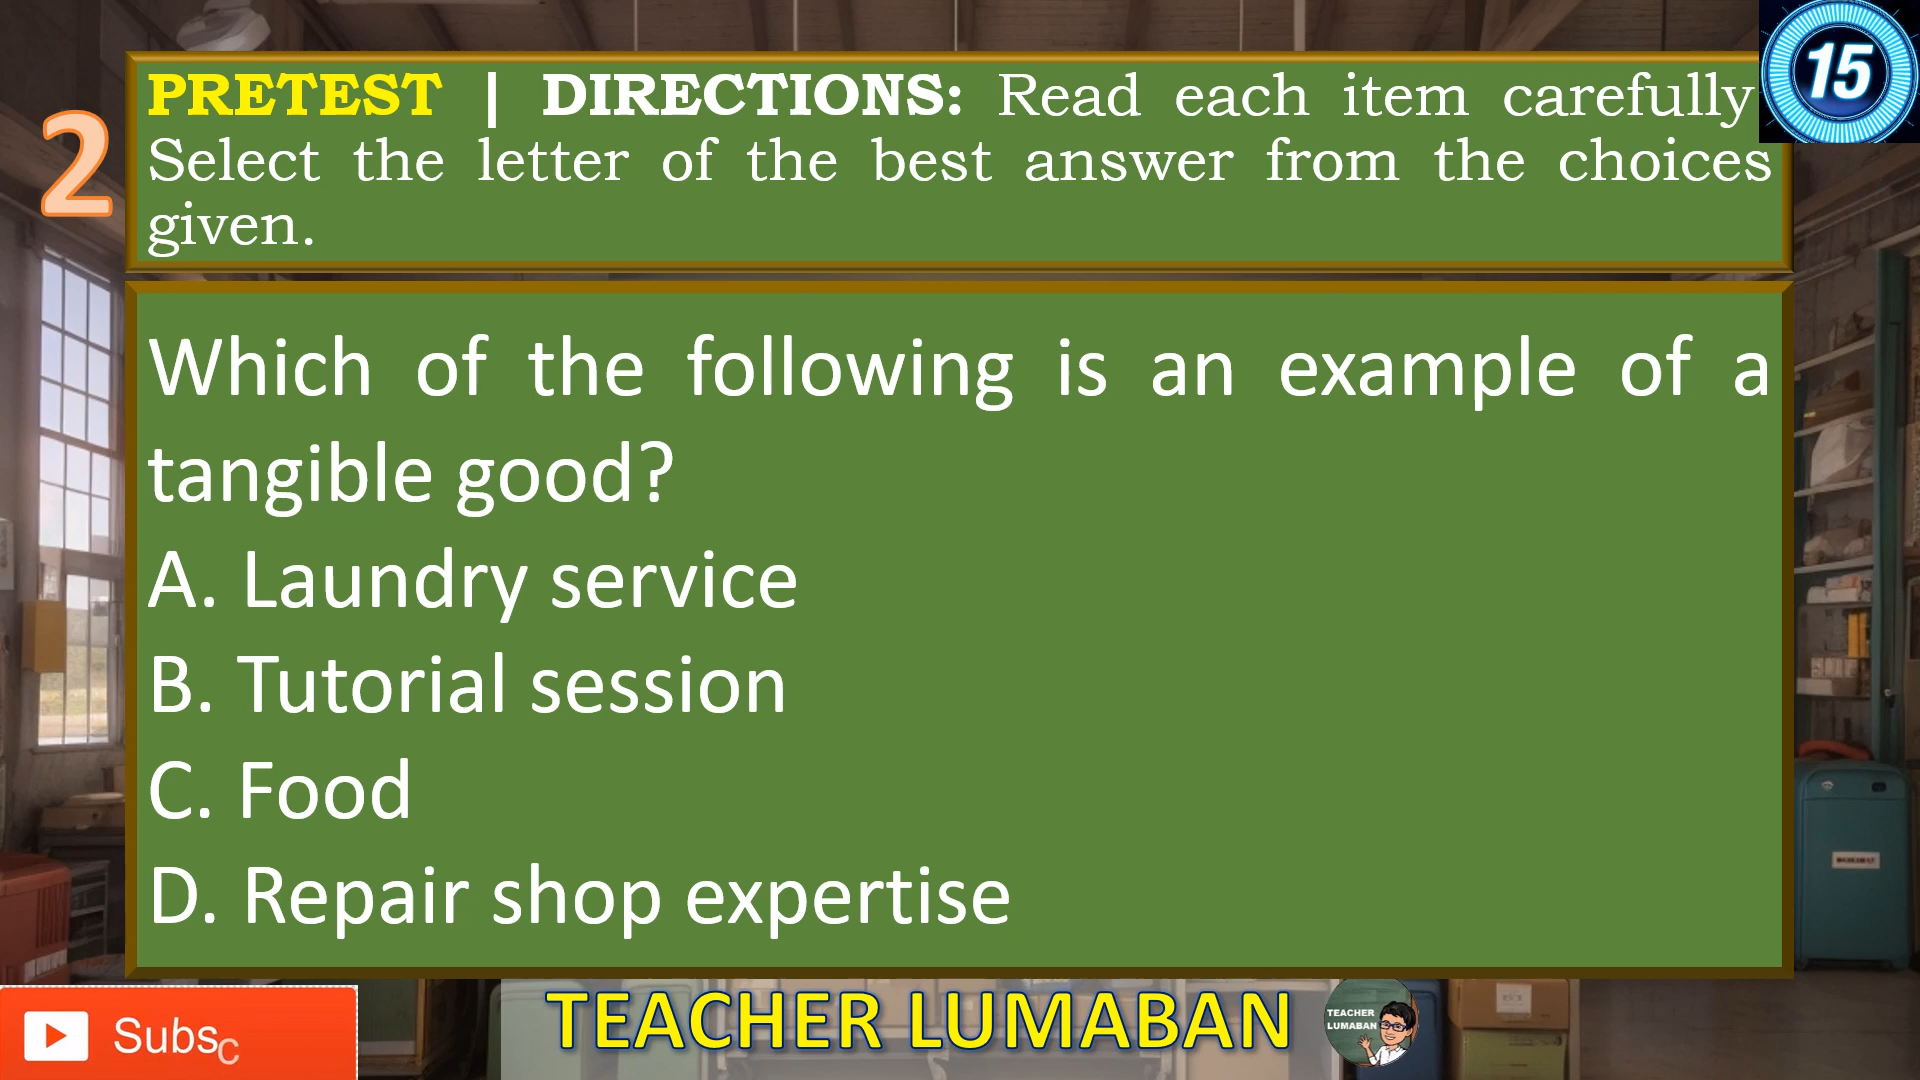 15
2
PRETEST | DIRECTIONS: Read each item carefully
Select the letter of the best answer from the choices
given.
Which of the following is an example of a
tangible good?
A. Laundry service
B. Tutorial session
C. Food
D. Repair shop expertise
Subsc
TEACHER LUMABAN
TEACHER
LUMABAN